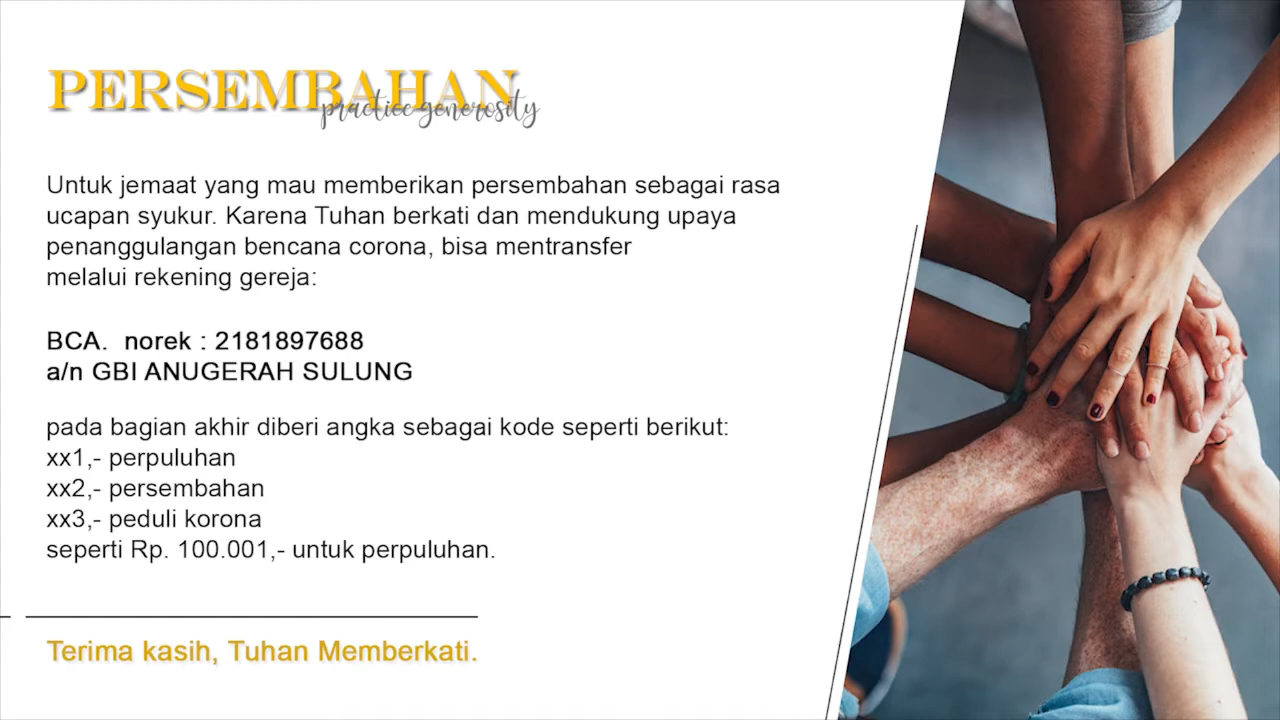 PERSEMBAHAN
practice generosity
Untuk jemaat yang mau memberikan persembahan sebagai rasa
ucapan syukur. Karena Tuhan berkati dan mendukung upaya
penanggulangan bencana corona, bisa mentransfer
melalui rekening gereja:
BCA. norek : 2181897688
a/n GBI ANUGERAH SULUNG
pada bagian akhir diberi angka sebagai kode seperti berikut:
xx1,- perpuluhan
xx2,- persembahan
xx3,- peduli korona
seperti Rp. 100.001,- untuk perpuluhan.
Terima kasih, Tuhan Memberkati.